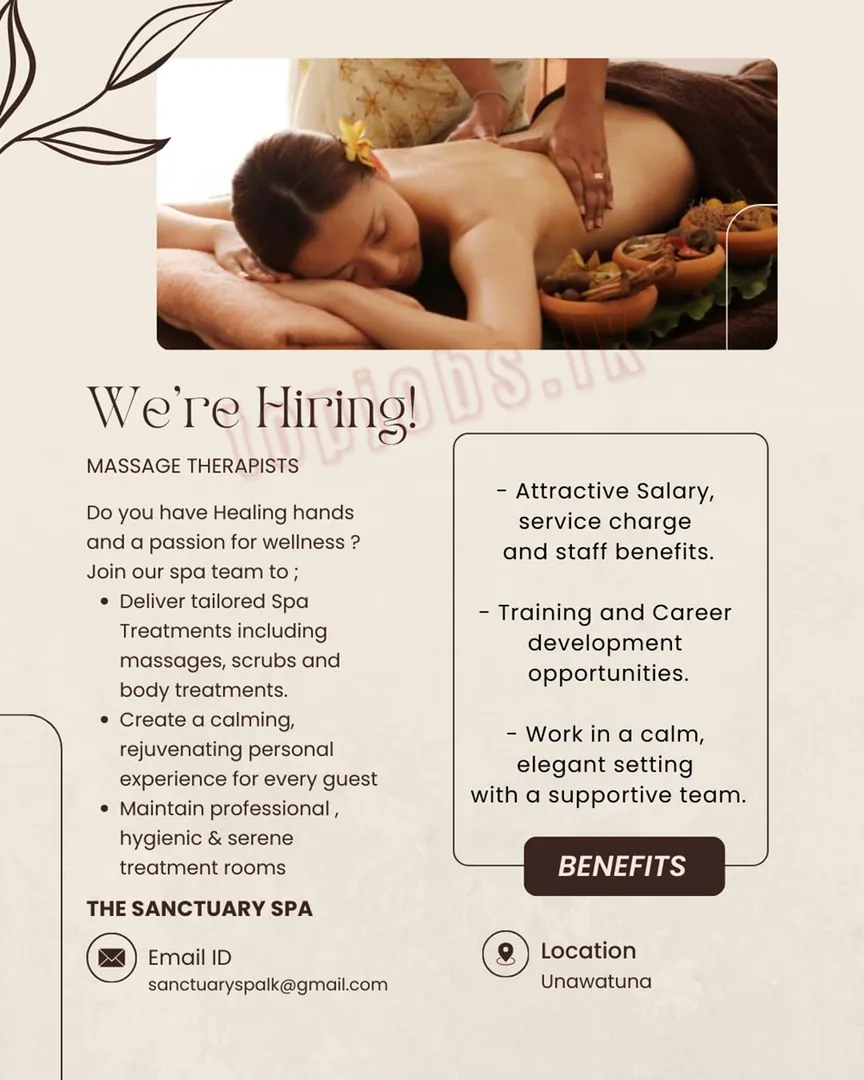 topjobs.lk
We're Hiring!
MASSAGE THERAPISTS
Do you have Healing hands
and a passion for wellness ?
Join our spa team to ;
• Deliver tailored Spa
Treatments including
massages, scrubs and
body treatments.
• Create a calming,
rejuvenating personal
experience for every guest
• Maintain professional ,
hygienic & serene
treatment rooms
- Attractive Salary,
service charge
and staff benefits.
- Training and Career
development
opportunities.
- Work in a calm,
elegant setting
with a supportive team.
BENEFITS
THE SANCTUARY SPA
Email ID
sanctuaryspalk@gmail.com
Location
Unawatuna